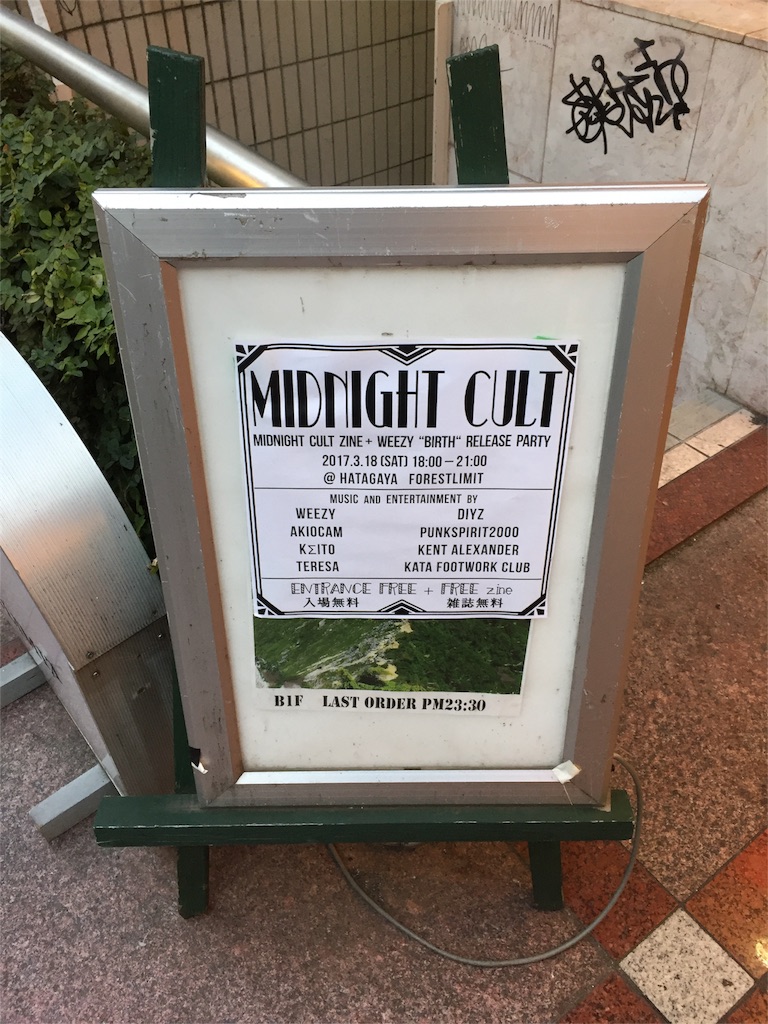 MIDNIGHT CULT
MIDNIGHT CULT ZINE + WEEZY "BIRTH" RELEASE PARTY
2017.3.18 (SAT) 18:00 – 21:00
@ HATAGAYA FORESTLIMIT
MUSIC AND ENTERTAINMENT BY
WEEZY DIYZ
AKIOCAM PUNKSPIRIT2000
KΣITO KENT ALEXANDER
TERESA KATA FOOTWORK CLUB
ENTRANCE FREE + FREE zine
入場無料 雑誌無料
B1F LAST ORDER PM23:30